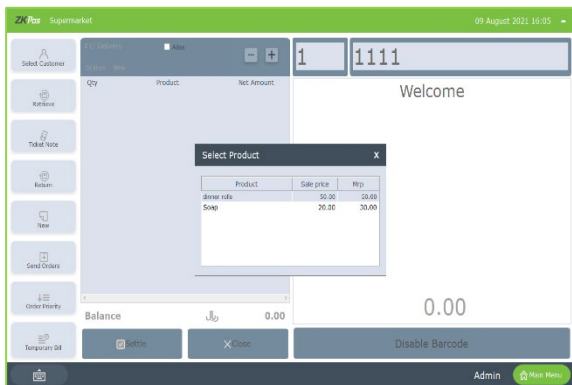 ZKPos Supermarket
09 August 2021 16:05
Select Customer
Retrieve
Ticket Note
Return
New
Send Orders
Order Priority
Temporary Bill
Qty Product Net Amount
1 1111
Welcome
Select Product X
Product Sale price Mrp
dinner rolls 50.00 50.00
Soap 20.00 30.00
Balance 0.00
0.00
Settle
Close
Disable Barcode
Admin Main Menu